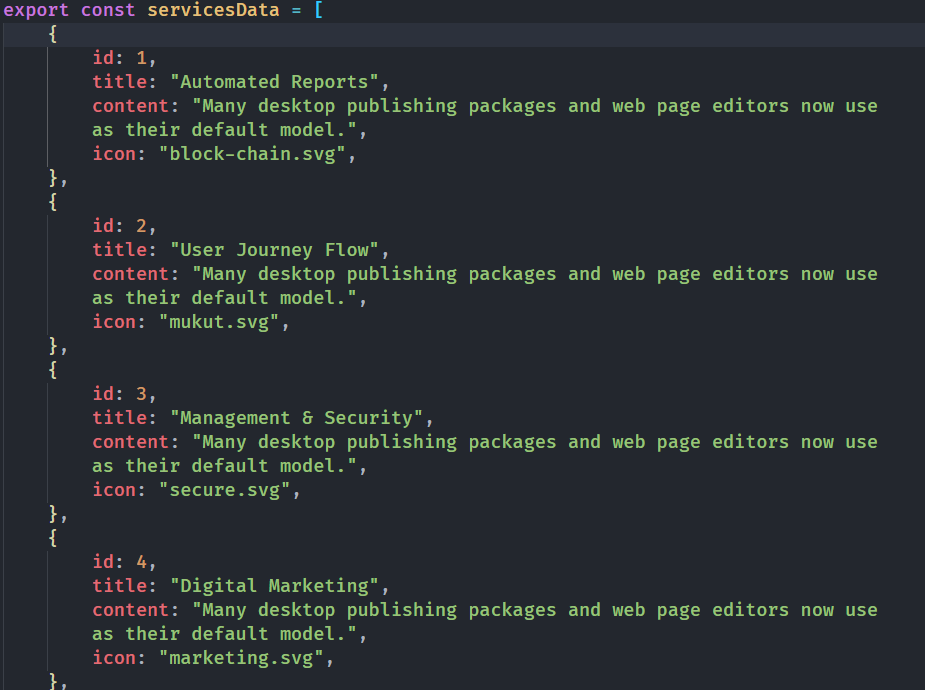 export const servicesData = [
{
id: 1,
title: "Automated Reports",
content: "Many desktop publishing packages and web page editors now use
as their default model.",
icon: "block-chain.svg",
},
{
id: 2,
title: "User Journey Flow",
content: "Many desktop publishing packages and web page editors now use
as their default model.",
icon: "mukut.svg",
},
{
id: 3,
title: "Management & Security",
content: "Many desktop publishing packages and web page editors now use
as their default model.",
icon: "secure.svg",
},
{
id: 4,
title: "Digital Marketing",
content: "Many desktop publishing packages and web page editors now use
as their default model.",
icon: "marketing.svg",
},